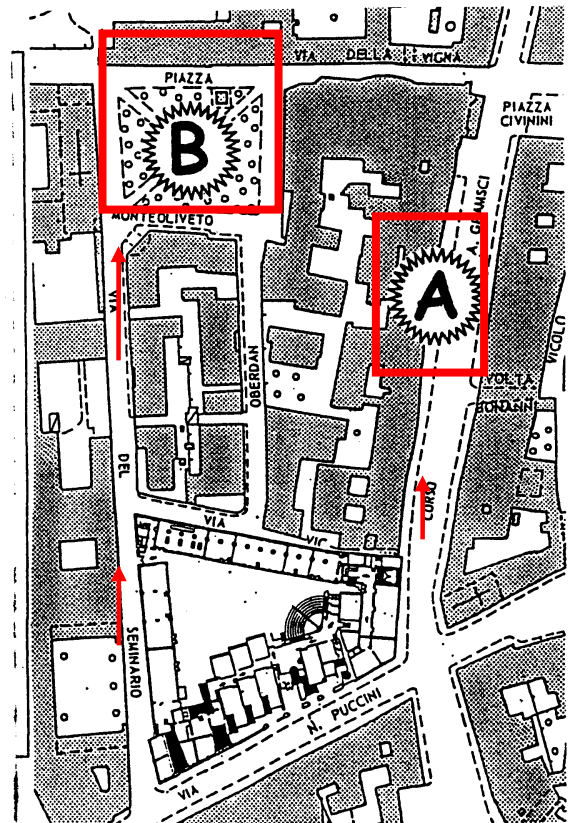 VIA DELLA VIGNA
PIAZZA
PIAZZA
CIVININI
B
MONTEOLIVETO
A. GRAMISCI
A
VIA
OBERDAN
VICOLO
VOLTA
BONANNI
DEL
CORSO
VIA VIC
SEMINARIO
N. PUCCINI
VIA